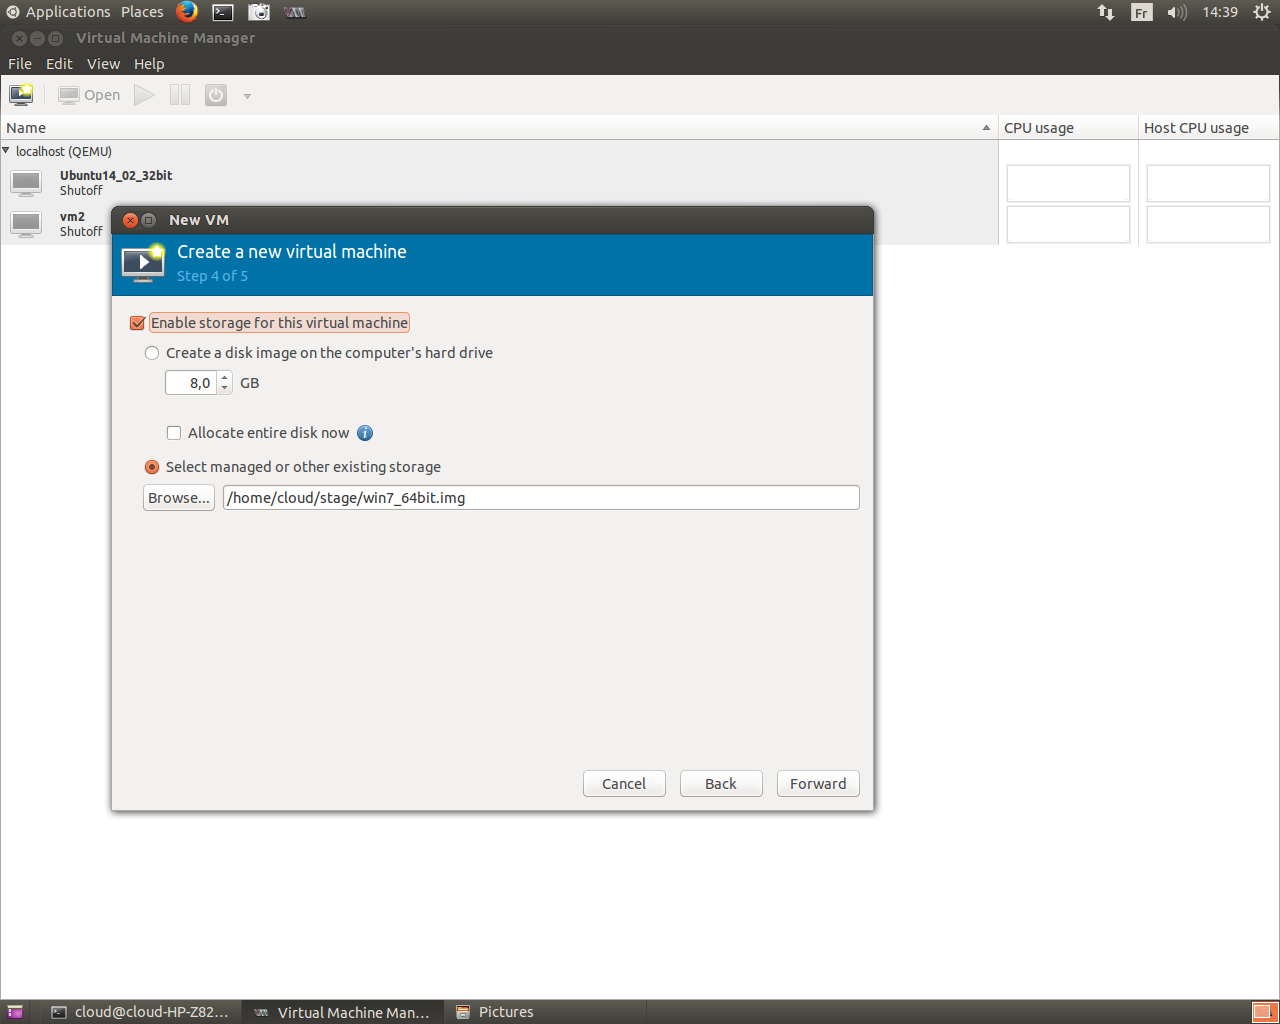 Applications Places Fr 14:39
Virtual Machine Manager
File Edit View Help
Open
Name CPU usage Host CPU usage
localhost (QEMU)
Ubuntu14_02_32bit
Shutoff
vm2
Shutoff
New VM
Create a new virtual machine
Step 4 of 5
Enable storage for this virtual machine
Create a disk image on the computer's hard drive
8,0 GB
Allocate entire disk now
Select managed or other existing storage
Browse... /home/cloud/stage/win7_64bit.img
Cancel Back Forward
cloud@cloud-HP-Z82... Virtual Machine Man... Pictures